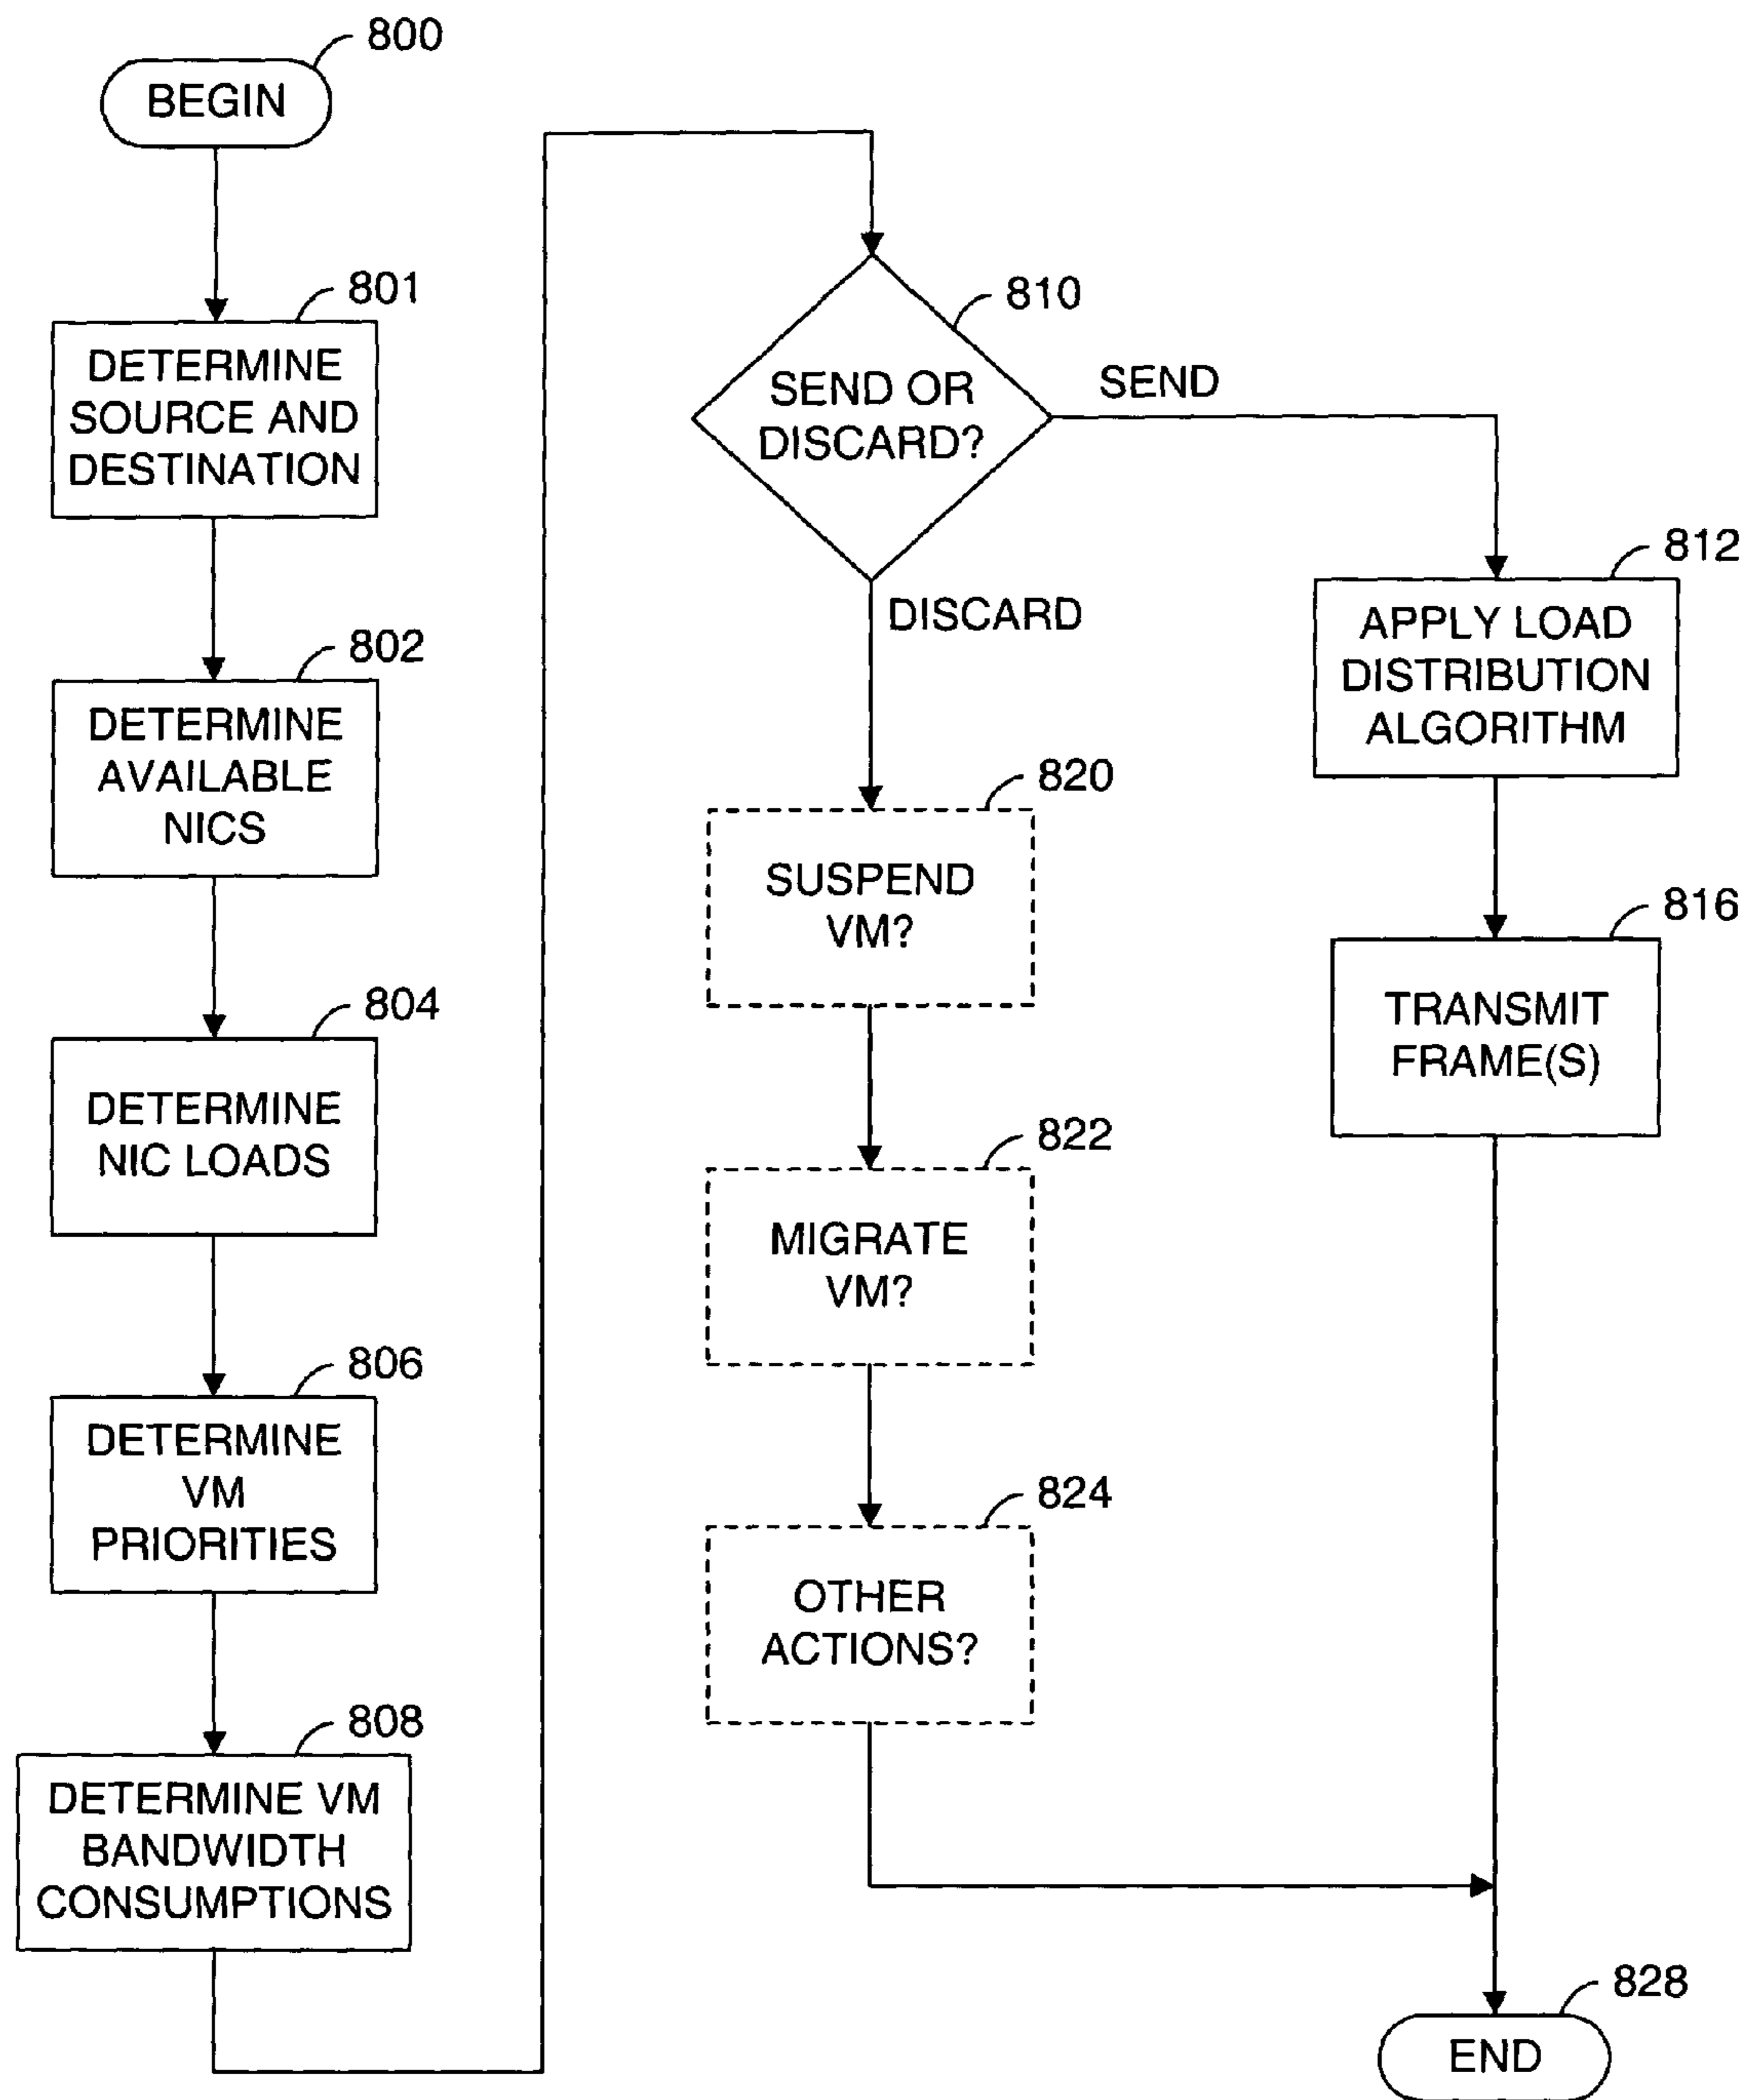 BEGIN
800
801
DETERMINE
SOURCE AND
DESTINATION
802
DETERMINE
AVAILABLE
NICS
804
DETERMINE
NIC LOADS
806
DETERMINE
VM
PRIORITIES
808
DETERMINE VM
BANDWIDTH
CONSUMPTIONS
810
SEND OR
DISCARD?
SEND
DISCARD
812
APPLY LOAD
DISTRIBUTION
ALGORITHM
816
TRANSMIT
FRAME(S)
820
SUSPEND
VM?
822
MIGRATE
VM?
824
OTHER
ACTIONS?
828
END